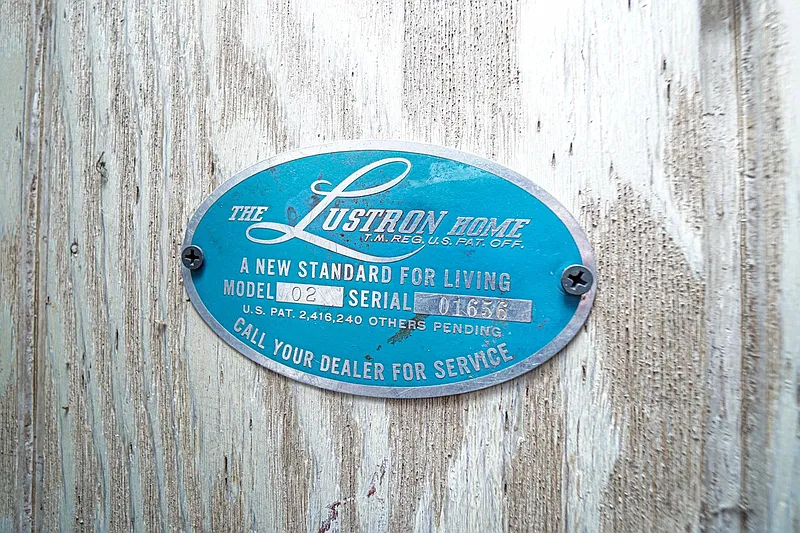 THE LUSTRON HOME
T.M. REG. U.S. PAT. OFF.
A NEW STANDARD FOR LIVING
MODEL 02 SERIAL 01656
U.S. PAT. 2,416,240 OTHERS PENDING
CALL YOUR DEALER FOR SERVICE